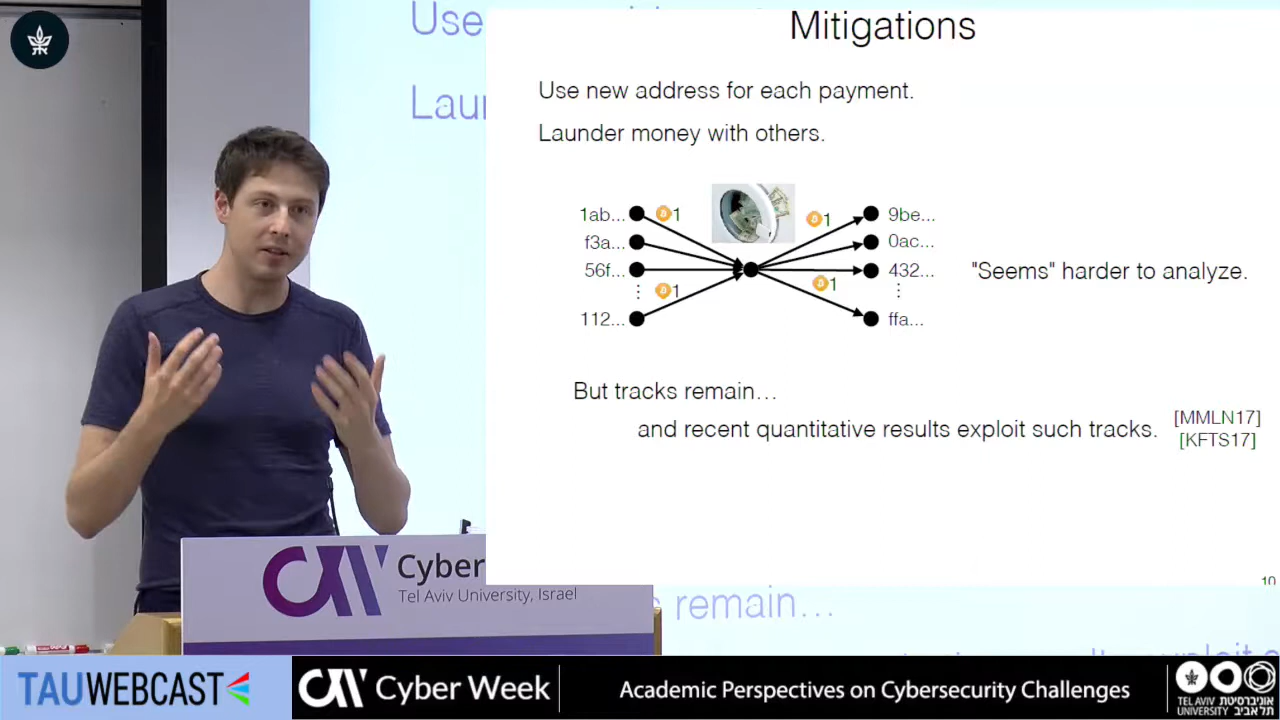 Mitigations
Use new address for each payment.
Launder money with others.
1ab... 1 1 9be...
f3a... 0ac...
56f... 432... "Seems" harder to analyze.
⋮ 1 1 ⋮
112... ffa...
But tracks remain...
and recent quantitative results exploit such tracks. [MMLN17]
[KFTS17]
10
Use
Laun
remain...
Cyber
Tel Aviv University, Israel
TAUWEBCAST
Cyber Week
Academic Perspectives on Cybersecurity Challenges
TEL AVIV אוניברסיטת
UNIVERSITY תל אביב